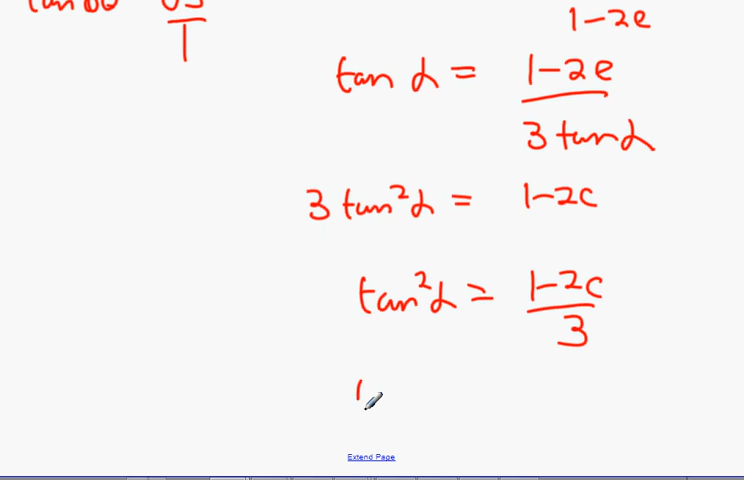 1-2e
tan α = 1-2e
3 tan α
3 tan²α = 1-2c
tan²α = 1-2c
3
Extend Page